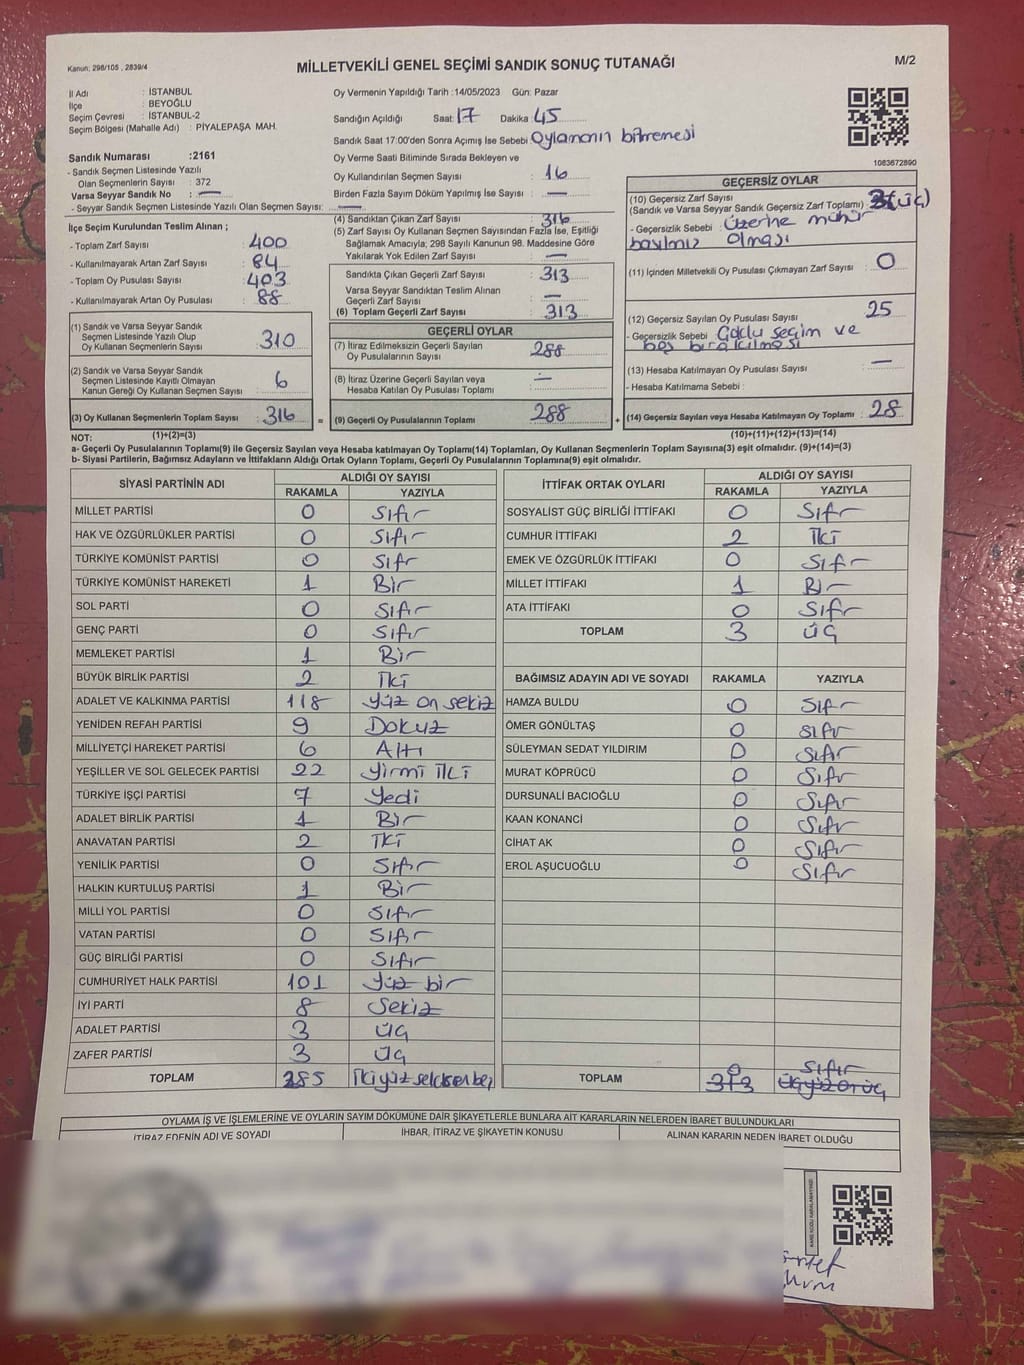 Kanun: 298/105 , 2839/4
MİLLETVEKİLİ GENEL SEÇİMİ SANDIK SONUÇ TUTANAĞI
M/2
İl Adı : İSTANBUL
İlçe : BEYOĞLU
Seçim Çevresi : İSTANBUL-2
Seçim Bölgesi (Mahalle Adı) : PİYALEPAŞA MAH.
Sandık Numarası :2161
- Sandık Seçmen Listesinde Yazılı
Olan Seçmenlerin Sayısı : 372
Varsa Seyyar Sandık No : —
- Seyyar Sandık Seçmen Listesinde Yazılı Olan Seçmen Sayısı: —
Oy Vermenin Yapıldığı Tarih :14/05/2023 Gün: Pazar
Sandığın Açıldığı Saat: 17 Dakika : 45
Sandık Saat 17:00'den Sonra Açılmış İse Sebebi : Oylamanın bitmemesi
Oy Verme Saati Bitiminde Sırada Bekleyen ve
Oy Kullandırılan Seçmen Sayısı : 16
Birden Fazla Sayım Döküm Yapılmış İse Sayısı : —
1083672890
İlçe Seçim Kurulundan Teslim Alınan ;
- Toplam Zarf Sayısı : 400
- Kullanılmayarak Artan Zarf Sayısı : 84
- Toplam Oy Pusulası : 403
- Kullanılmayarak Artan Oy Pusulası : 88
(1) Sandık ve Varsa Seyyar Sandık
Seçmen Listesinde Yazılı Olup
Oy Kullanan Seçmenlerin Sayısı : 310
(2) Sandık ve Varsa Seyyar Sandık
Seçmen Listesinde Kayıtlı Olmayan
Kanun Gereği Oy Kullanan Seçmen Sayısı : 6
(3) Oy Kullanan Seçmenlerin Toplam Sayısı : 316
(4) Sandıktan Çıkan Zarf Sayısı : 316
(5) Zarf Sayısı Oy Kullanan Seçmen Sayısından Fazla İse, Eşitliği
Sağlamak Amacıyla; 298 Sayılı Kanunun 98. Maddesine Göre
Yakılarak Yok Edilen Zarf Sayısı : —
Sandıkta Çıkan Geçerli Zarf Sayısı : 313
Varsa Seyyar Sandıktan Teslim Alınan
Geçerli Zarf Sayısı : —
(6) Toplam Geçerli Zarf Sayısı : 313
GEÇERLİ OYLAR
(7) İtiraz Edilmeksizin Geçerli Sayılan
Oy Pusulalarının Sayısı : 288
(8) İtiraz Üzerine Geçerli Sayılan veya
Hesaba Katılan Oy Pusulası Toplamı : —
= (9) Geçerli Oy Pusulalarının Toplamı : 288 +
GEÇERSİZ OYLAR
(10) Geçersiz Zarf Sayısı
(Sandık ve Varsa Seyyar Sandık Geçersiz Zarf Toplamı) : 3 (üç)
- Geçersizlik Sebebi : Üzerine mühür
basılmış olması
(11) İçinden Milletvekili Oy Pusulası Çıkmayan Zarf Sayısı : 0
(12) Geçersiz Sayılan Oy Pusulası Sayısı : 25
- Geçersizlik Sebebi : Çoklu seçim ve
boş bırakılması
(13) Hesaba Katılmayan Oy Pusulası Sayısı : —
- Hesaba Katılmama Sebebi :
(14) Geçersiz Sayılan veya Hesaba Katılmayan Oy Toplamı : 28
NOT: (1)+(2)=(3) (10)+(11)+(12)+(13)=(14)
a- Geçerli Oy Pusulaları Toplamı(9) ile Geçersiz Sayılan veya Hesaba katılmayan Oy Toplamı(14) Toplamları, Oy Kullanan Seçmenlerin Toplam Sayısına(3) eşit olmalıdır. (9)+(14)=(3)
b- Siyasi Partilerin, Bağımsız Adayların ve İttifakların Aldığı Ortak Oyların Toplamı, Geçerli Oy Pusulalarının Toplamına(9) eşit olmalıdır.
SİYASİ PARTİNİN ADI ALDIĞI OY SAYISI
RAKAMLA YAZIYLA
MİLLET PARTİSİ 0 Sıfır
HAK VE ÖZGÜRLÜKLER PARTİSİ 0 Sıfır
TÜRKİYE KOMÜNİST PARTİSİ 0 Sıfır
TÜRKİYE KOMÜNİST HAREKETİ 1 Bir
SOL PARTİ 0 Sıfır
GENÇ PARTİ 0 Sıfır
MEMLEKET PARTİSİ 1 Bir
BÜYÜK BİRLİK PARTİSİ 2 İki
ADALET VE KALKINMA PARTİSİ 118 Yüz on sekiz
YENİDEN REFAH PARTİSİ 9 Dokuz
MİLLİYETÇİ HAREKET PARTİSİ 6 Altı
YEŞİLLER VE SOL GELECEK PARTİSİ 22 Yirmi İki
TÜRKİYE İŞÇİ PARTİSİ 7 Yedi
ADALET BİRLİK PARTİSİ 1 Bir
ANAVATAN PARTİSİ 2 İki
YENİLİK PARTİSİ 0 Sıfır
HALKIN KURTULUŞ PARTİSİ 1 Bir
MİLLİ YOL PARTİSİ 0 Sıfır
VATAN PARTİSİ 0 Sıfır
GÜÇ BİRLİĞİ PARTİSİ 0 Sıfır
CUMHURİYET HALK PARTİSİ 101 Yüz bir
İYİ PARTİ 8 Sekiz
ADALET PARTİSİ 3 Üç
ZAFER PARTİSİ 3 Üç
TOPLAM 285 İkiyüz seksen beş
İTTİFAK ORTAK OYLARI ALDIĞI OY SAYISI
RAKAMLA YAZIYLA
SOSYALİST GÜÇ BİRLİĞİ İTTİFAKI 0 Sıfır
CUMHUR İTTİFAKI 2 İki
EMEK VE ÖZGÜRLÜK İTTİFAKI 0 Sıfır
MİLLET İTTİFAKI 1 Bir
ATA İTTİFAKI 0 Sıfır
TOPLAM 3 Üç
BAĞIMSIZ ADAYIN ADI VE SOYADI RAKAMLA YAZIYLA
HAMZA BULDU 0 Sıfır
ÖMER GÖNÜLTAŞ 0 Sıfır
SÜLEYMAN SEDAT YILDIRIM 0 Sıfır
MURAT KÖPRÜCÜ 0 Sıfır
DURSUNALİ BACIOĞLU 0 Sıfır
KAAN KONANCİ 0 Sıfır
CİHAT AK 0 Sıfır
EROL AŞUCUOĞLU 0 Sıfır
0 Sıfır
TOPLAM 313 Üçyüz on üç
OYLAMA İŞ VE İŞLEMLERİNE VE OYLARIN SAYIM DÖKÜMÜNE DAİR ŞİKAYETLERLE BUNLARA AİT KARARLARIN NELERDEN İBARET BULUNDUKLARI
İTİRAZ EDENİN ADI VE SOYADI İHBAR, İTİRAZ VE ŞİKAYETİN KONUSU ALINAN KARARIN NEDEN İBARET OLDUĞU